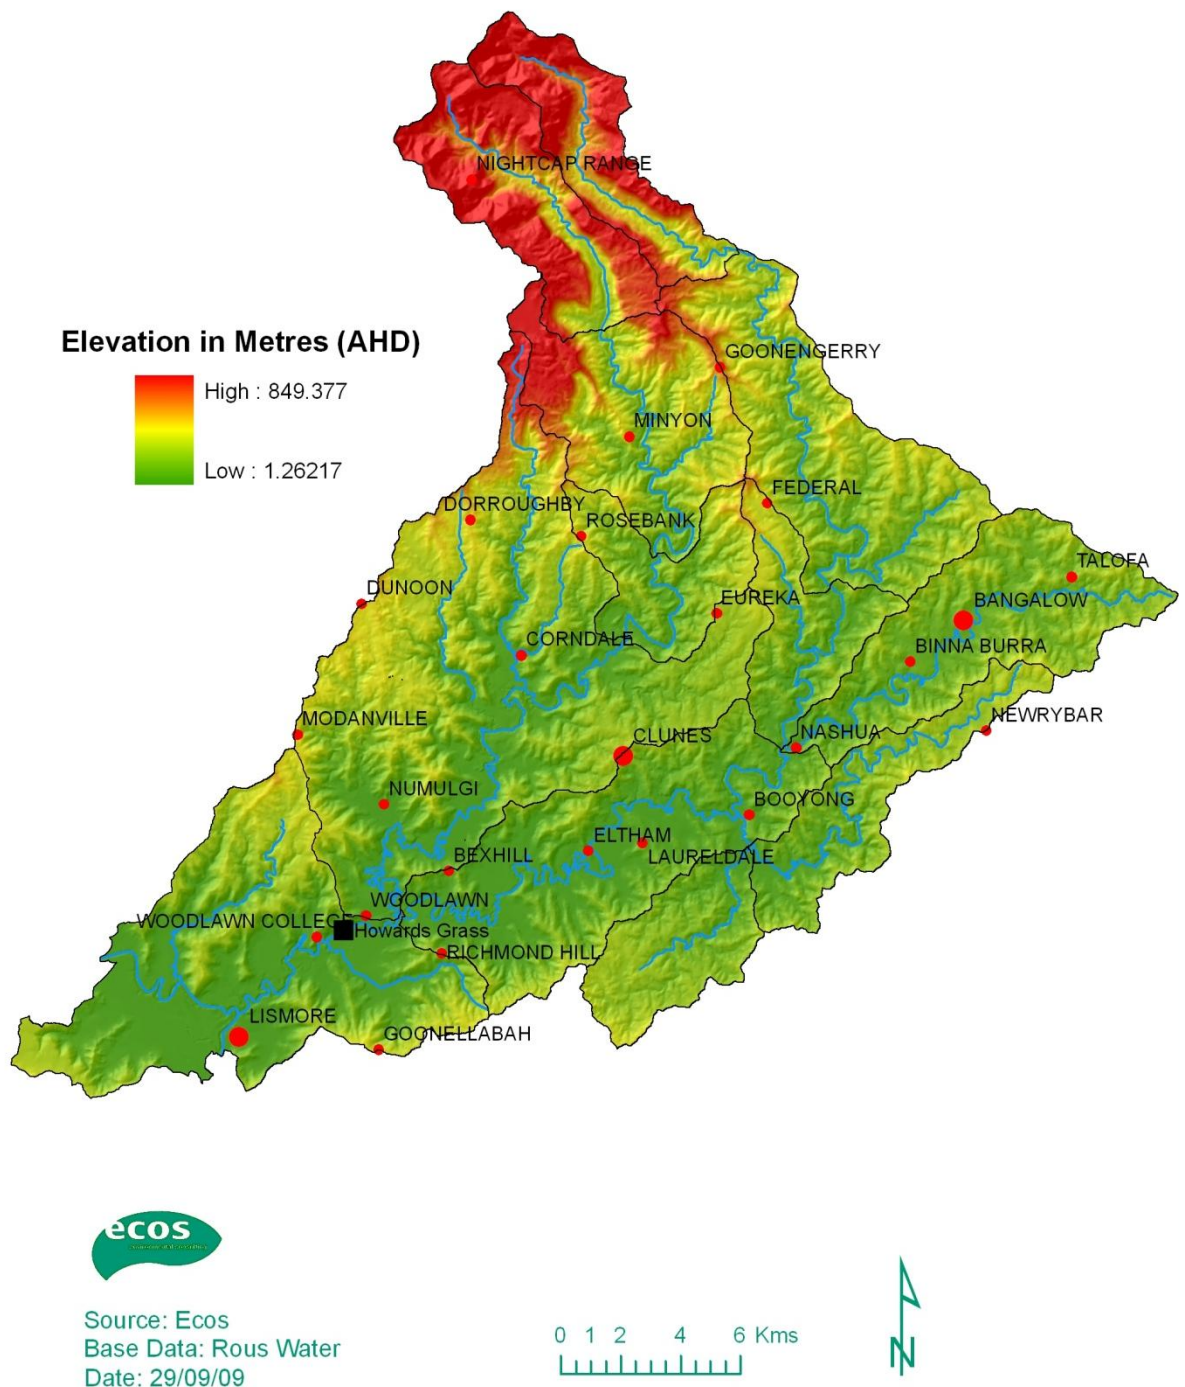 NIGHTCAP RANGE
Elevation in Metres (AHD)
High : 849.377
Low : 1.26217
GOONENGERRY
MINYON
FEDERAL
DORROUGHBY
ROSEBANK
TALOFA
DUNOON
EUREKA
BANGALOW
CORNDALE
BINNA BURRA
MODANVILLE
NEWRYBAR
CLUNES
NASHUA
NUMULGI
BOOYONG
ELTHAM
BEXHILL
LAURELDALE
WOODLAWN
WOODLAWN COLLEGE
Howards Grass
RICHMOND HILL
LISMORE
GOONELLABAH
ecos
Source: Ecos
Base Data: Rous Water
Date: 29/09/09
0 1 2 4 6 Kms
N